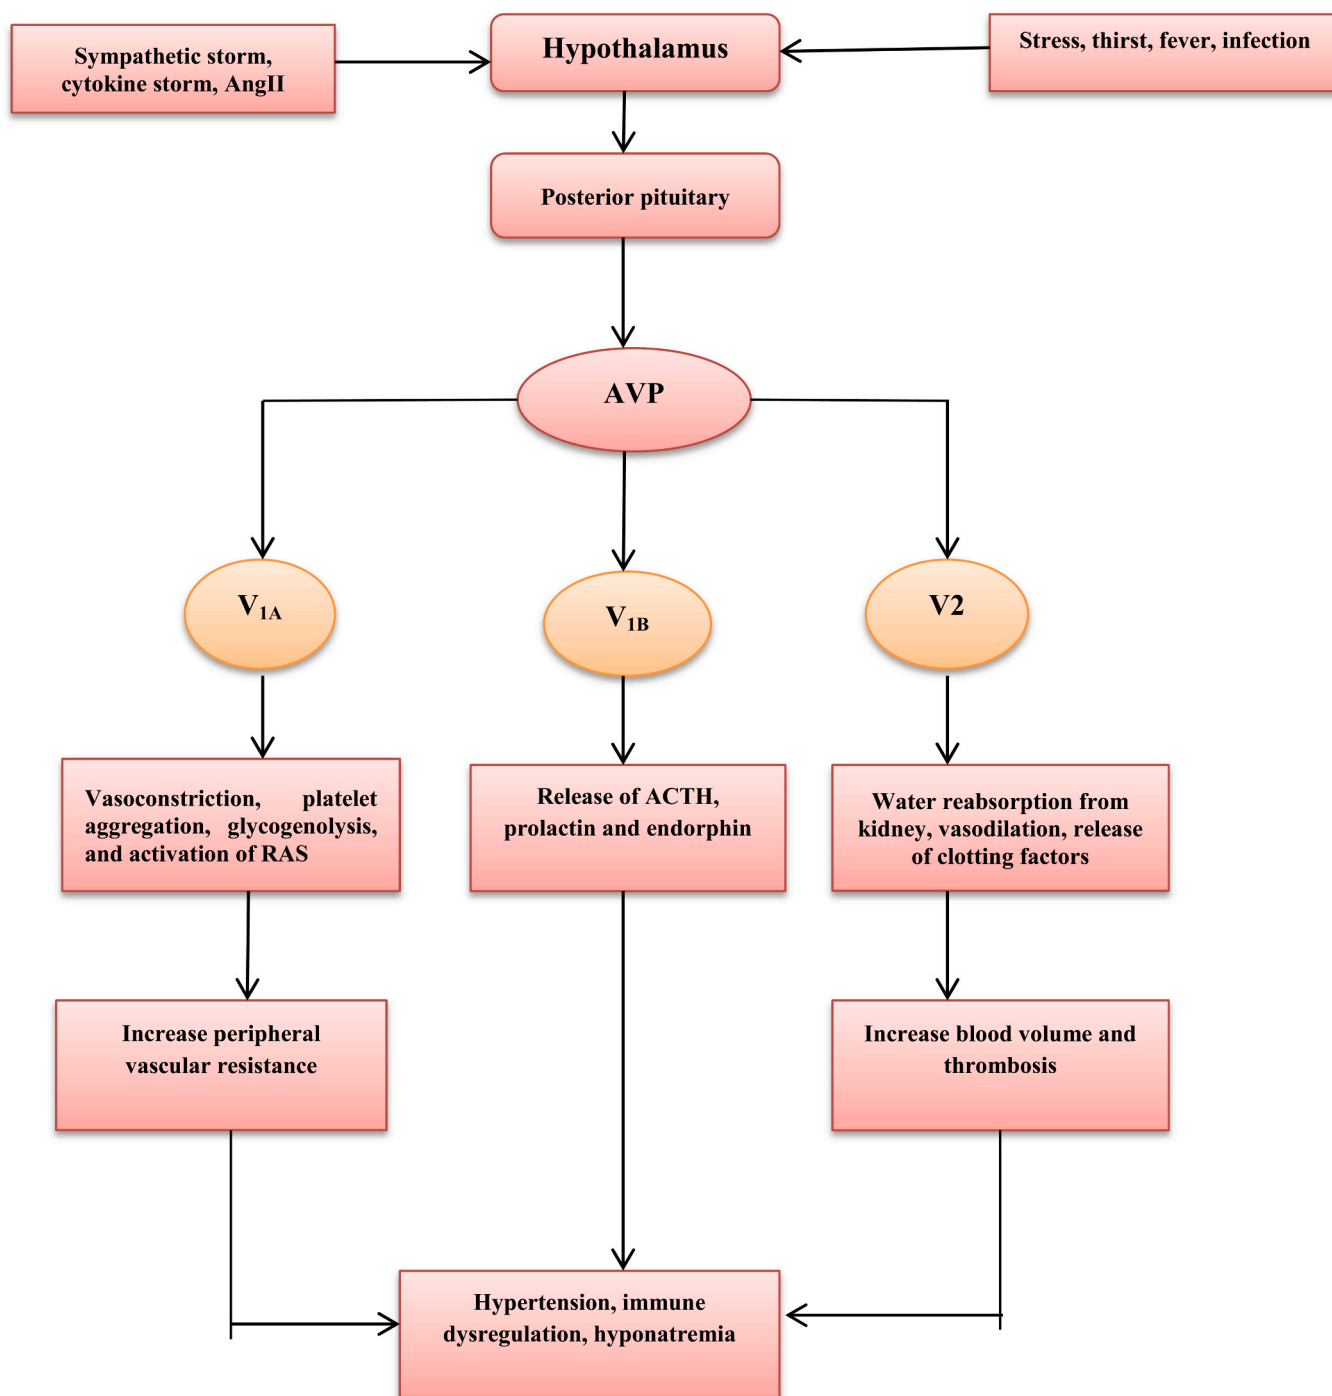 Sympathetic storm,
cytokine storm, AngII
Hypothalamus
Stress, thirst, fever, infection
Posterior pituitary
AVP
V1A
V1B
V2
Vasoconstriction, platelet
aggregation, glycogenolysis,
and activation of RAS
Release of ACTH,
prolactin and endorphin
Water reabsorption from
kidney, vasodilation, release
of clotting factors
Increase peripheral
vascular resistance
Increase blood volume and
thrombosis
Hypertension, immune
dysregulation, hyponatremia